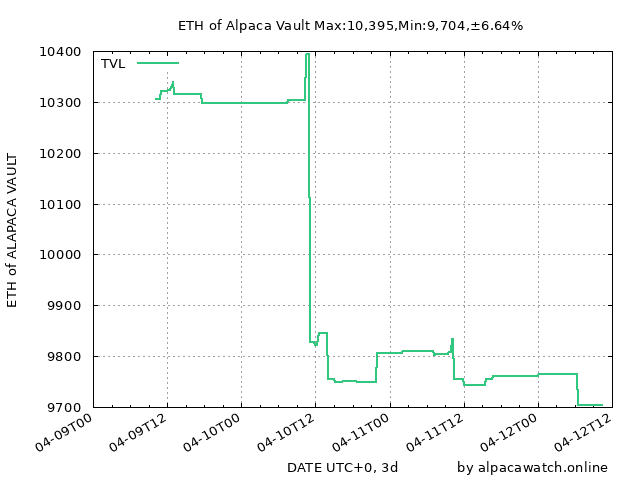 ETH of Alpaca Vault Max:10,395,Min:9,704,±6.64%
TVL
10400
10300
10200
10100
10000
9900
9800
9700
ETH of ALAPACA VAULT
04-09T00
04-09T12
04-10T00
04-10T12
04-11T00
04-11T12
04-12T00
04-12T12
DATE UTC+0, 3d
by alpacawatch.online